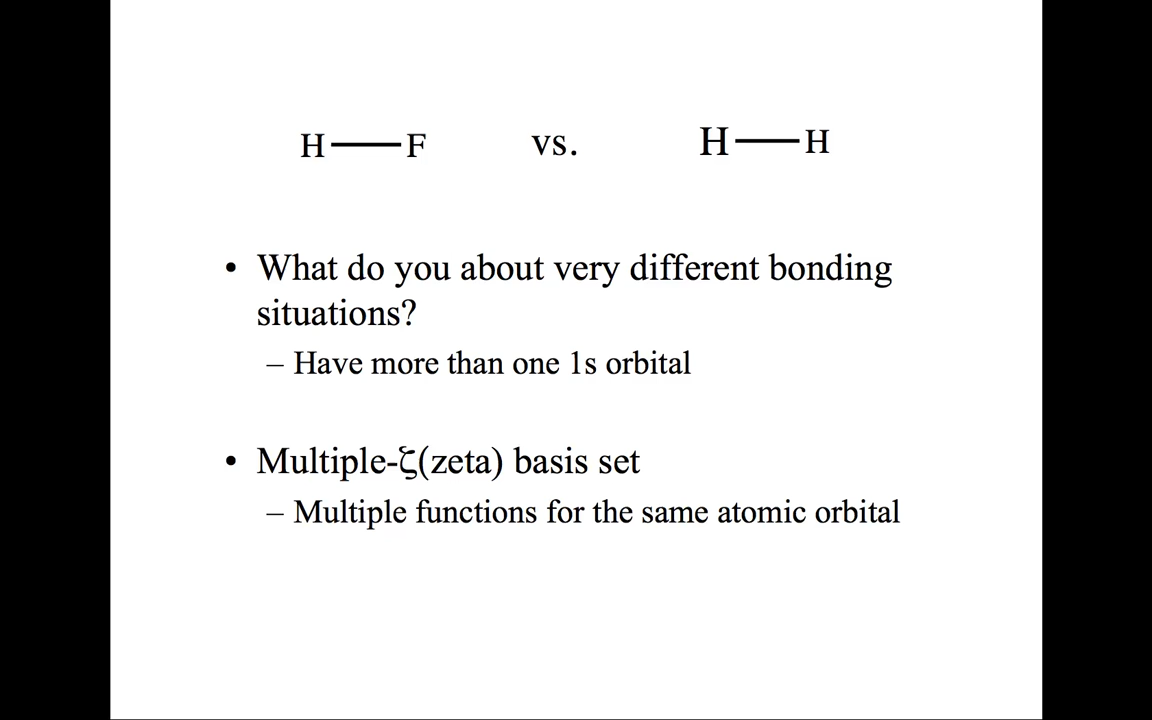 H—F vs. H—H
• What do you about very different bonding
situations?
– Have more than one 1s orbital
• Multiple-ζ(zeta) basis set
– Multiple functions for the same atomic orbital